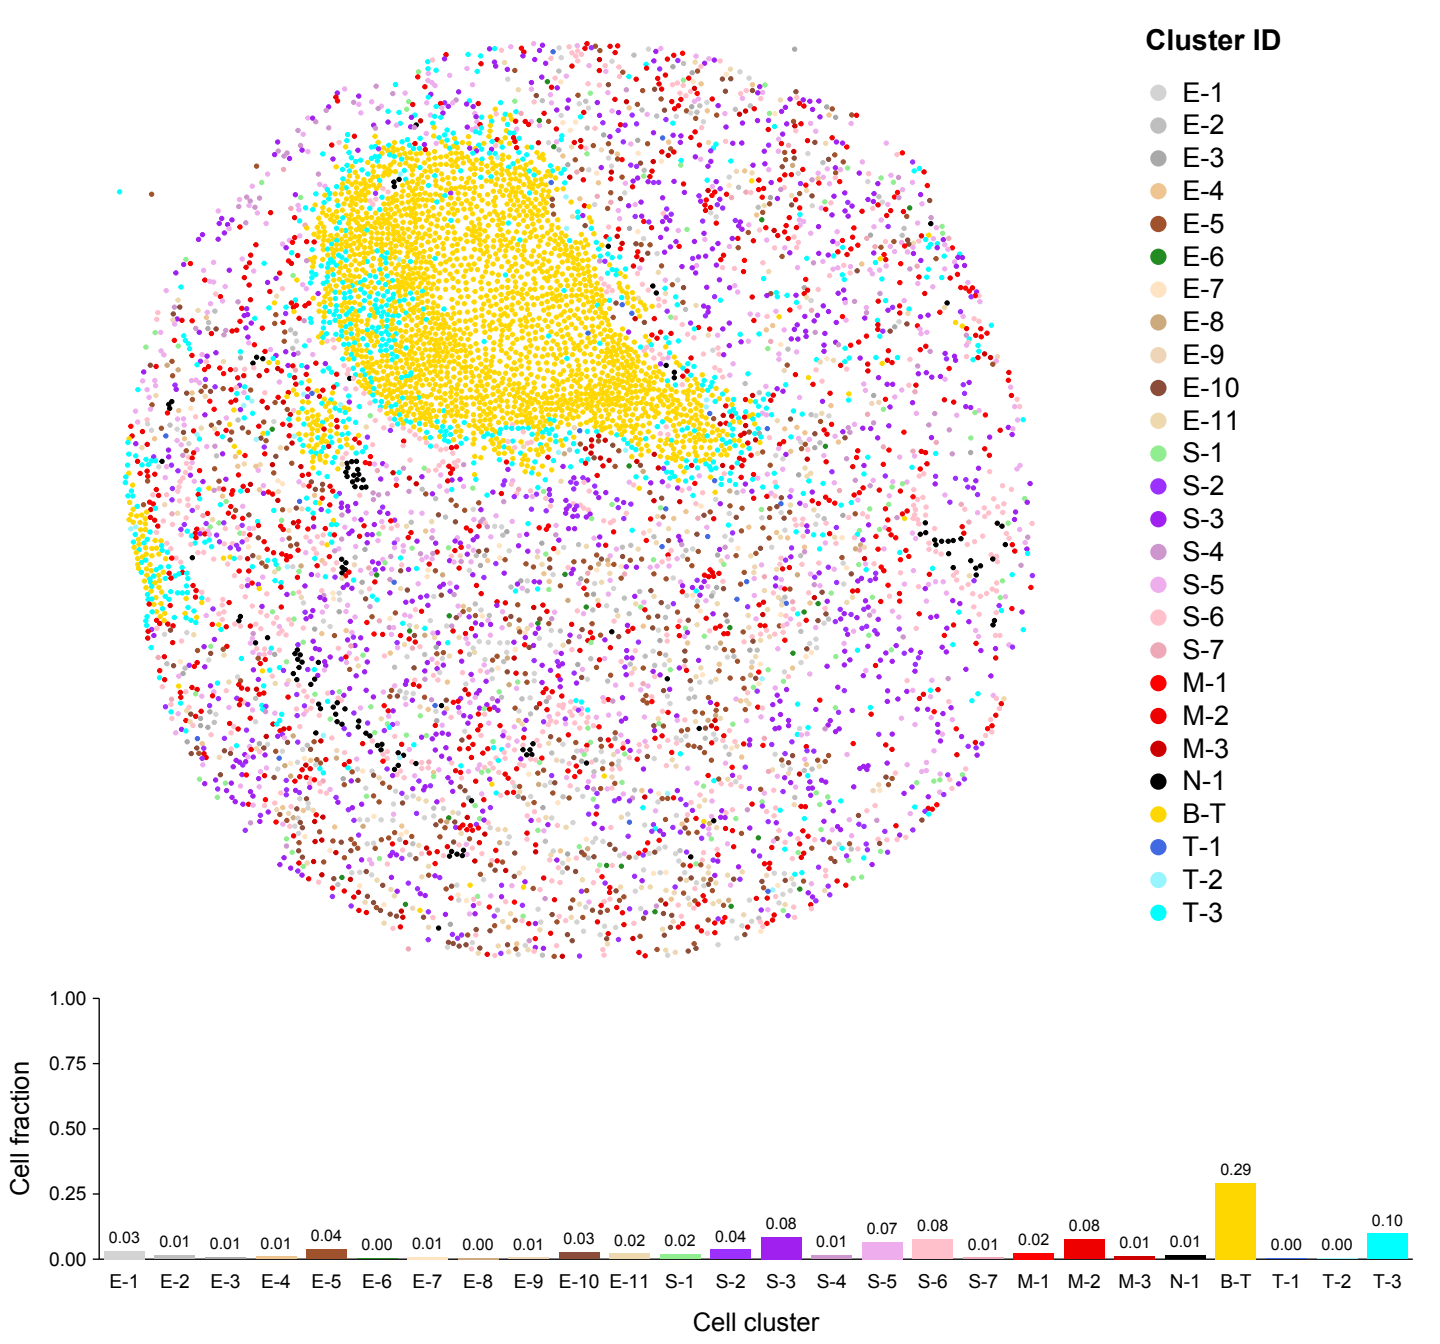 Cluster ID
E-1
E-2
E-3
E-4
E-5
E-6
E-7
E-8
E-9
E-10
E-11
S-1
S-2
S-3
S-4
S-5
S-6
S-7
M-1
M-2
M-3
N-1
B-T
T-1
T-2
T-3
1.00
0.75
0.50
0.25
0.00
Cell fraction
0.03 0.01 0.01 0.01 0.04 0.00 0.01 0.00 0.01 0.03 0.02 0.02 0.04 0.08 0.01 0.07 0.08 0.01 0.02 0.08 0.01 0.01 0.29 0.00 0.00 0.10
E-1 E-2 E-3 E-4 E-5 E-6 E-7 E-8 E-9 E-10 E-11 S-1 S-2 S-3 S-4 S-5 S-6 S-7 M-1 M-2 M-3 N-1 B-T T-1 T-2 T-3
Cell cluster